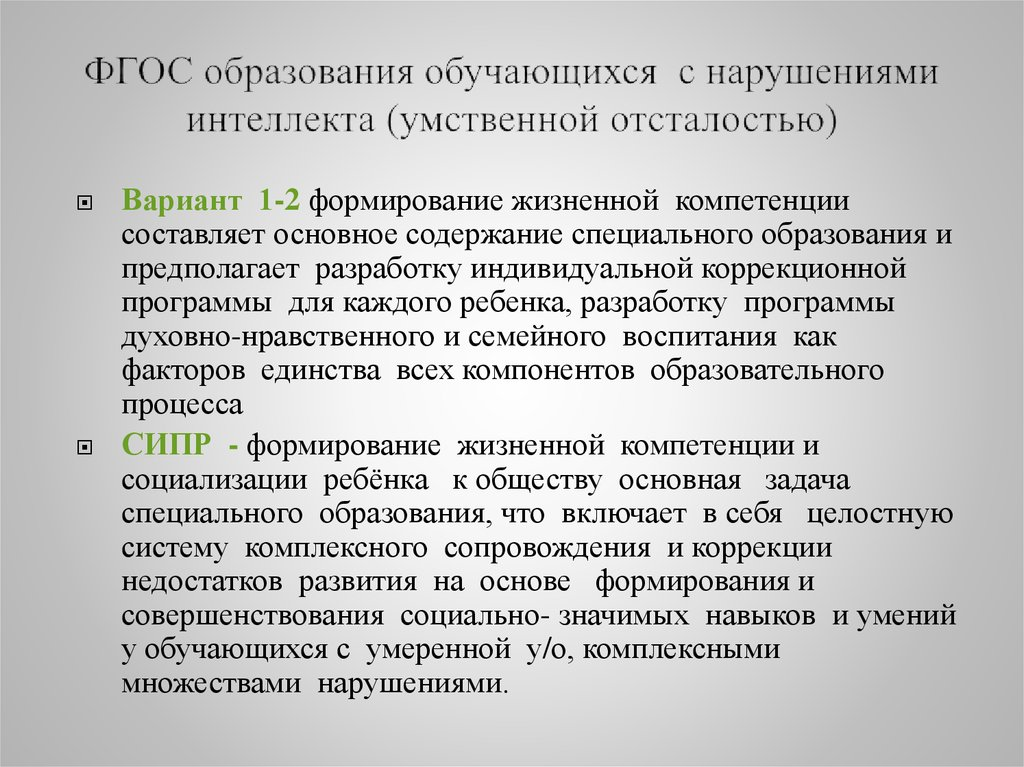 ФГОС образования обучающихся с нарушениями
интеллекта (умственной отсталостью)
Вариант 1-2 формирование жизненной компетенции
составляет основное содержание специального образования и
предполагает разработку индивидуальной коррекционной
программы для каждого ребенка, разработку программы
духовно-нравственного и семейного воспитания как
факторов единства всех компонентов образовательного
процесса
СИПР - формирование жизненной компетенции и
социализации ребёнка к обществу основная задача
специального образования, что включает в себя целостную
систему комплексного сопровождения и коррекции
недостатков развития на основе формирования и
совершенствования социально- значимых навыков и умений
у обучающихся с умеренной у/о, комплексными
множествами нарушениями.